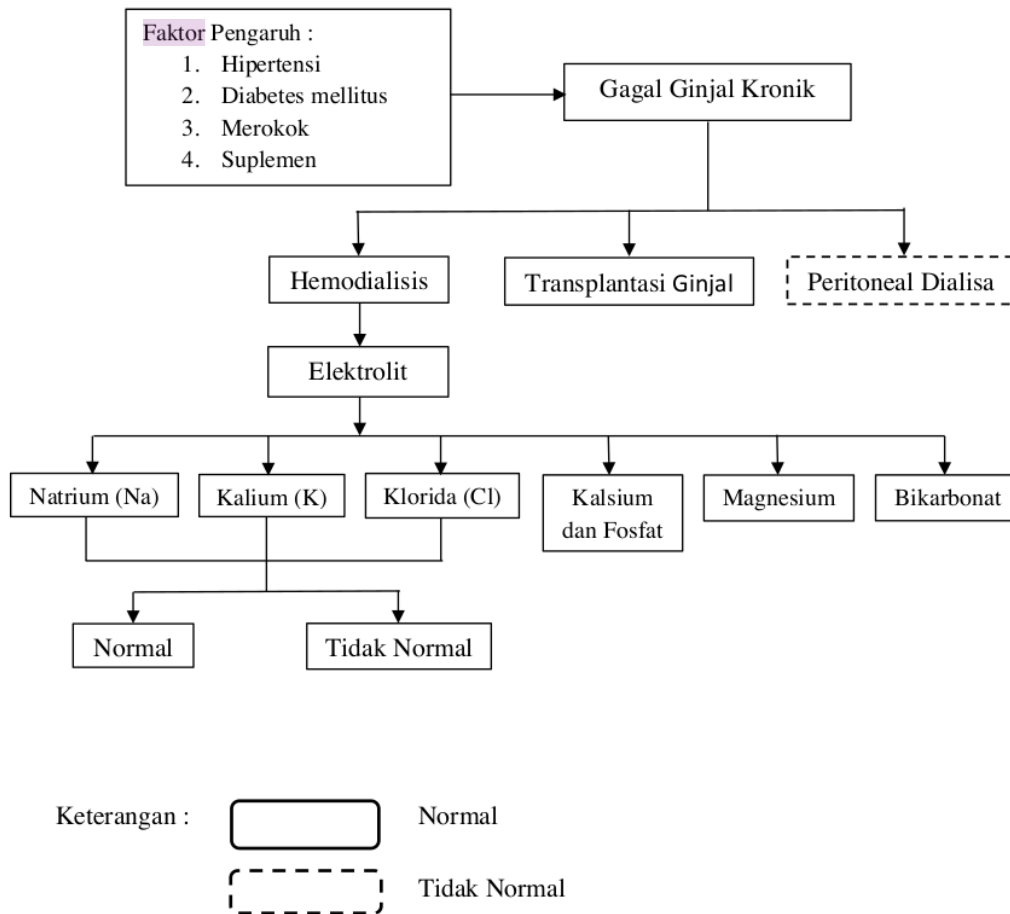 Faktor Pengaruh :
1. Hipertensi
2. Diabetes mellitus
3. Merokok
4. Suplemen
Gagal Ginjal Kronik
Hemodialisis
Transplantasi Ginjal
Peritoneal Dialisa
Elektrolit
Natrium (Na)
Kalium (K)
Klorida (Cl)
Kalsium
dan Fosfat
Magnesium
Bikarbonat
Normal
Tidak Normal
Keterangan :
Normal
Tidak Normal